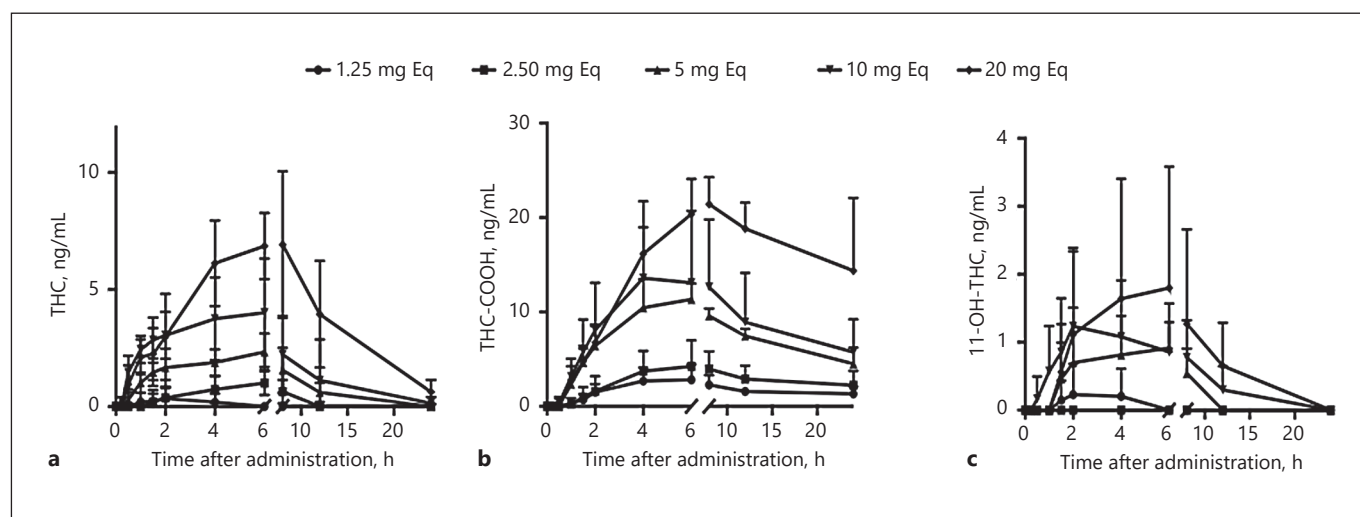 1.25 mg Eq 2.50 mg Eq 5 mg Eq 10 mg Eq 20 mg Eq
THC, ng/mL
10
5
0
0 2 4 6 10 15 20
Time after administration, h
a
THC-COOH, ng/mL
30
20
10
0
0 2 4 6 10 15 20
Time after administration, h
b
11-OH-THC, ng/mL
4
3
2
1
0
0 2 4 6 10 15 20
Time after administration, h
c